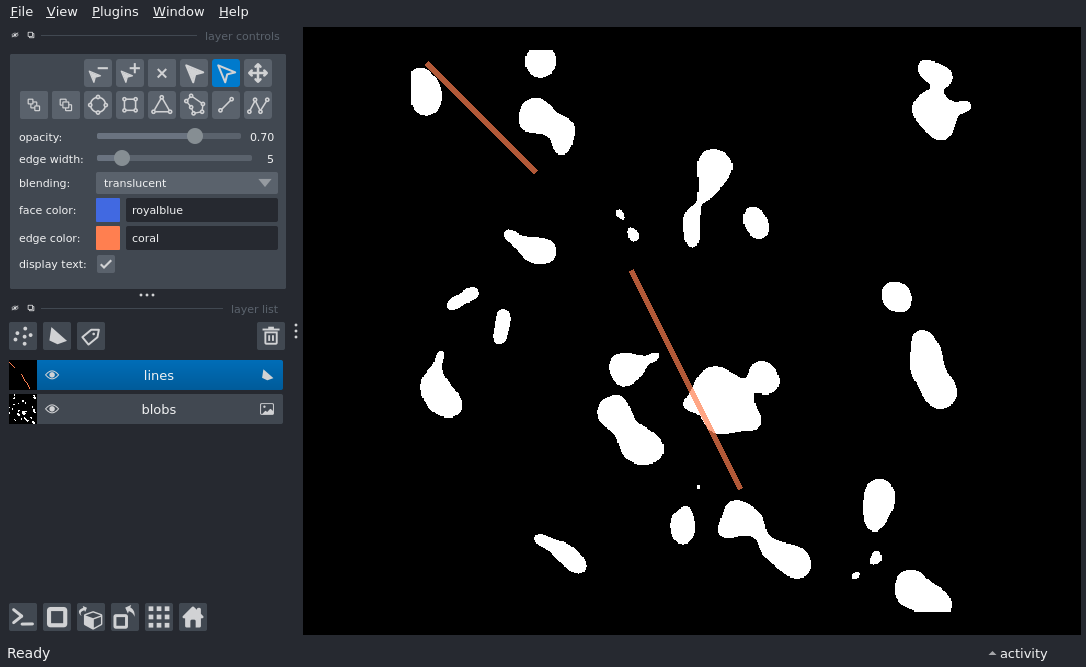 File View Plugins Window Help
layer controls
opacity: 0.70
edge width: 5
blending: translucent
face color: royalblue
edge color: coral
display text:
layer list
lines
blobs
Ready
activity